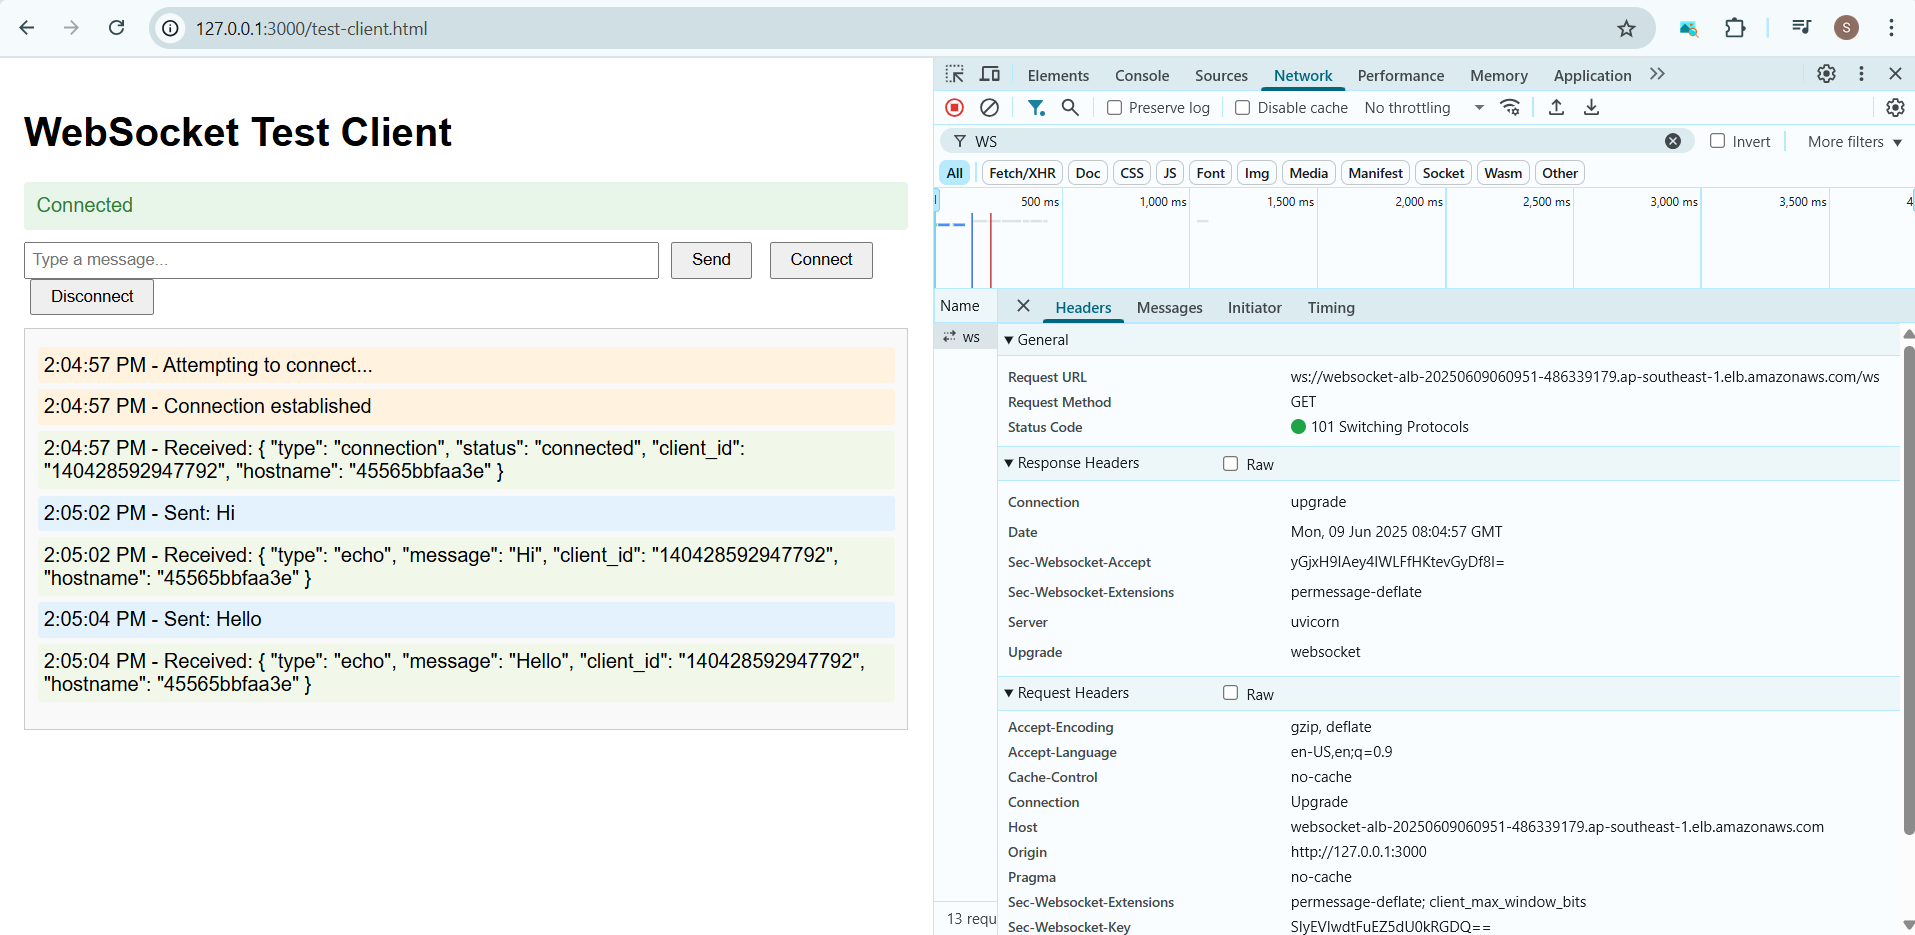 127.0.0.1:3000/test-client.html
S
WebSocket Test Client
Connected
Type a message...
Send
Connect
Disconnect
2:04:57 PM - Attempting to connect...
2:04:57 PM - Connection established
2:04:57 PM - Received: { "type": "connection", "status": "connected", "client_id":
"140428592947792", "hostname": "45565bbfaa3e" }
2:05:02 PM - Sent: Hi
2:05:02 PM - Received: { "type": "echo", "message": "Hi", "client_id": "140428592947792",
"hostname": "45565bbfaa3e" }
2:05:04 PM - Sent: Hello
2:05:04 PM - Received: { "type": "echo", "message": "Hello", "client_id": "140428592947792",
"hostname": "45565bbfaa3e" }
Elements Console Sources Network Performance Memory Application
Preserve log Disable cache No throttling
WS Invert More filters
All Fetch/XHR Doc CSS JS Font Img Media Manifest Socket Wasm Other
500 ms 1,000 ms 1,500 ms 2,000 ms 2,500 ms 3,000 ms 3,500 ms 4
Name Headers Messages Initiator Timing
ws
General
Request URL ws://websocket-alb-20250609060951-486339179.ap-southeast-1.elb.amazonaws.com/ws
Request Method GET
Status Code 101 Switching Protocols
Response Headers Raw
Connection upgrade
Date Mon, 09 Jun 2025 08:04:57 GMT
Sec-Websocket-Accept yGjxH9IAey4IWLFfHKtevGyDf8I=
Sec-Websocket-Extensions permessage-deflate
Server uvicorn
Upgrade websocket
Request Headers Raw
Accept-Encoding gzip, deflate
Accept-Language en-US,en;q=0.9
Cache-Control no-cache
Connection Upgrade
Host websocket-alb-20250609060951-486339179.ap-southeast-1.elb.amazonaws.com
Origin http://127.0.0.1:3000
Pragma no-cache
Sec-Websocket-Extensions permessage-deflate; client_max_window_bits
Sec-Websocket-Key SlyEVlwdtFuEZ5dU0kRGDQ==
13 requ